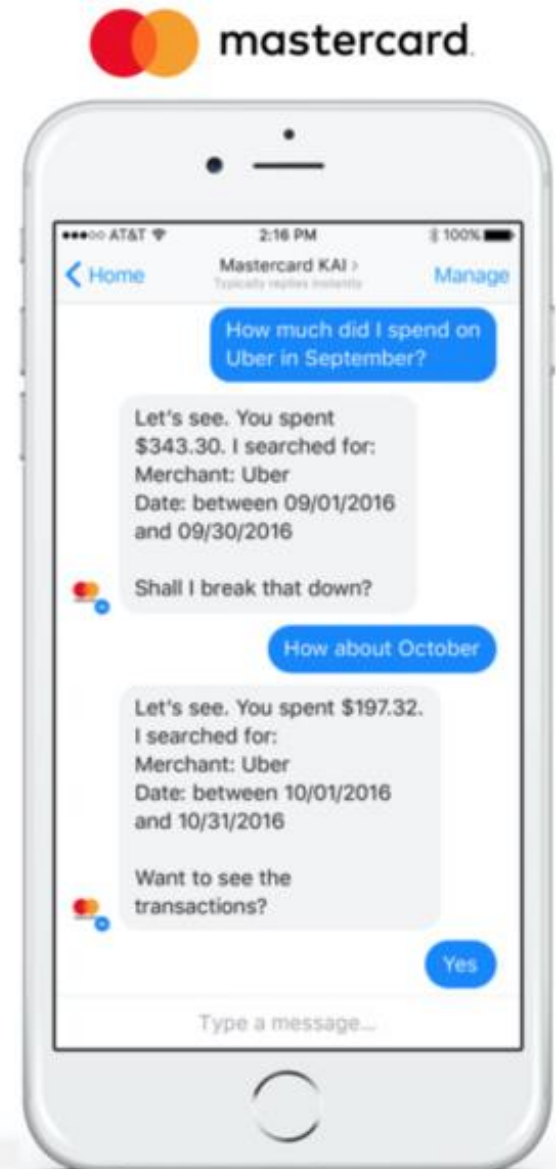 mastercard.
AT&T 2:16 PM 100%
Home Mastercard KAI > Manage
Typically replies instantly
How much did I spend on
Uber in September?
Let's see. You spent
$343.30. I searched for:
Merchant: Uber
Date: between 09/01/2016
and 09/30/2016
Shall I break that down?
How about October
Let's see. You spent $197.32.
I searched for:
Merchant: Uber
Date: between 10/01/2016
and 10/31/2016
Want to see the
transactions?
Yes
Type a message...